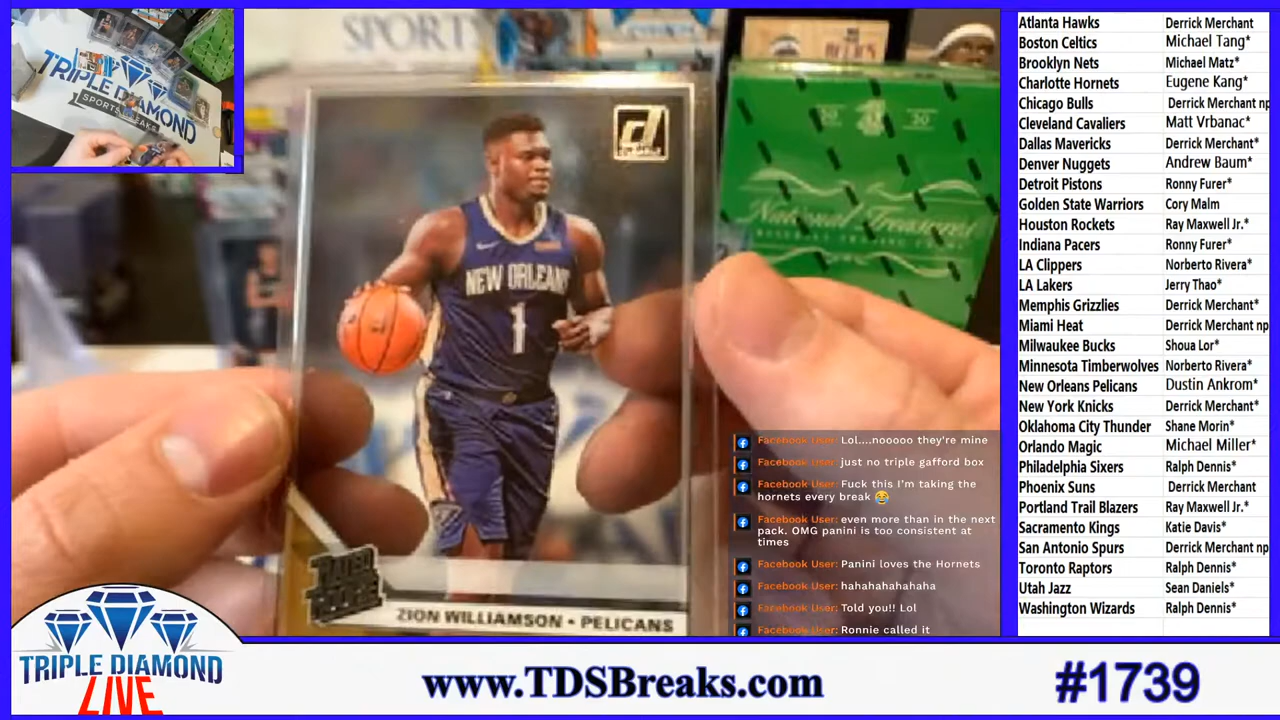 TRIPLE DIAMOND
SPORTS BREAKS
SPORT
RELICS
National Treasures
NEW ORLEANS
1
RATED
ROOKIE
ZION WILLIAMSON • PELICANS
Facebook User: Lol....nooooo they're mine
Facebook User: just no triple gafford box
Facebook User: Fuck this I'm taking the
hornets every break 😂
Facebook User: even more than in the next
pack. OMG panini is too consistent at
times
Facebook User: Panini loves the Hornets
Facebook User: hahahahahaha
Facebook User: Told you!! Lol
Facebook User: Ronnie called it
Atlanta Hawks Derrick Merchant
Boston Celtics Michael Tang*
Brooklyn Nets Michael Matz*
Charlotte Hornets Eugene Kang*
Chicago Bulls Derrick Merchant np
Cleveland Cavaliers Matt Vrbanac*
Dallas Mavericks Derrick Merchant*
Denver Nuggets Andrew Baum*
Detroit Pistons Ronny Furer*
Golden State Warriors Cory Malm
Houston Rockets Ray Maxwell Jr.*
Indiana Pacers Ronny Furer*
LA Clippers Norberto Rivera*
LA Lakers Jerry Thao*
Memphis Grizzlies Derrick Merchant*
Miami Heat Derrick Merchant np
Milwaukee Bucks Shoua Lor*
Minnesota Timberwolves Norberto Rivera*
New Orleans Pelicans Dustin Ankrom*
New York Knicks Derrick Merchant*
Oklahoma City Thunder Shane Morin*
Orlando Magic Michael Miller*
Philadelphia Sixers Ralph Dennis*
Phoenix Suns Derrick Merchant
Portland Trail Blazers Ray Maxwell Jr.*
Sacramento Kings Katie Davis*
San Antonio Spurs Derrick Merchant np
Toronto Raptors Ralph Dennis*
Utah Jazz Sean Daniels*
Washington Wizards Ralph Dennis*
TRIPLE DIAMOND
LIVE
www.TDSBreaks.com
#1739